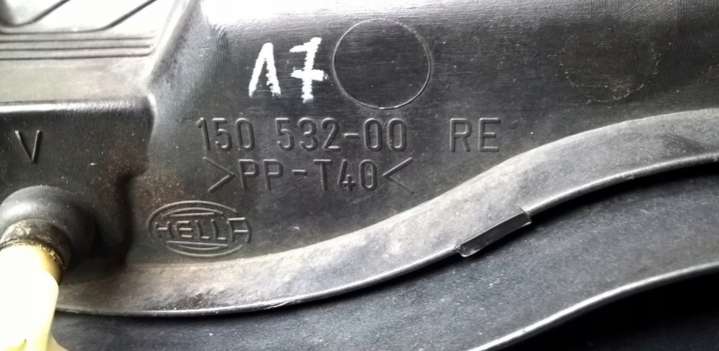 17
V
150 532-00 RE
>PP-T40<
HELLA